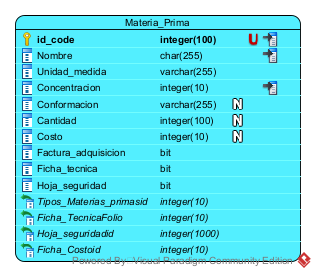 Materia_Prima
id_code integer(100) U
Nombre char(255)
Unidad_medida varchar(255)
Concentracion integer(10)
Conformacion varchar(255) N
Cantidad integer(100) N
Costo integer(10) N
Factura_adquisicion bit
Ficha_tecnica bit
Hoja_seguridad bit
Tipos_Materias_primasid integer(10)
Ficha_TecnicaFolio integer(10)
Hoja_seguridadid integer(1000)
Ficha_Costoid integer(10)
Powered By: Visual Paradigm Community Edition